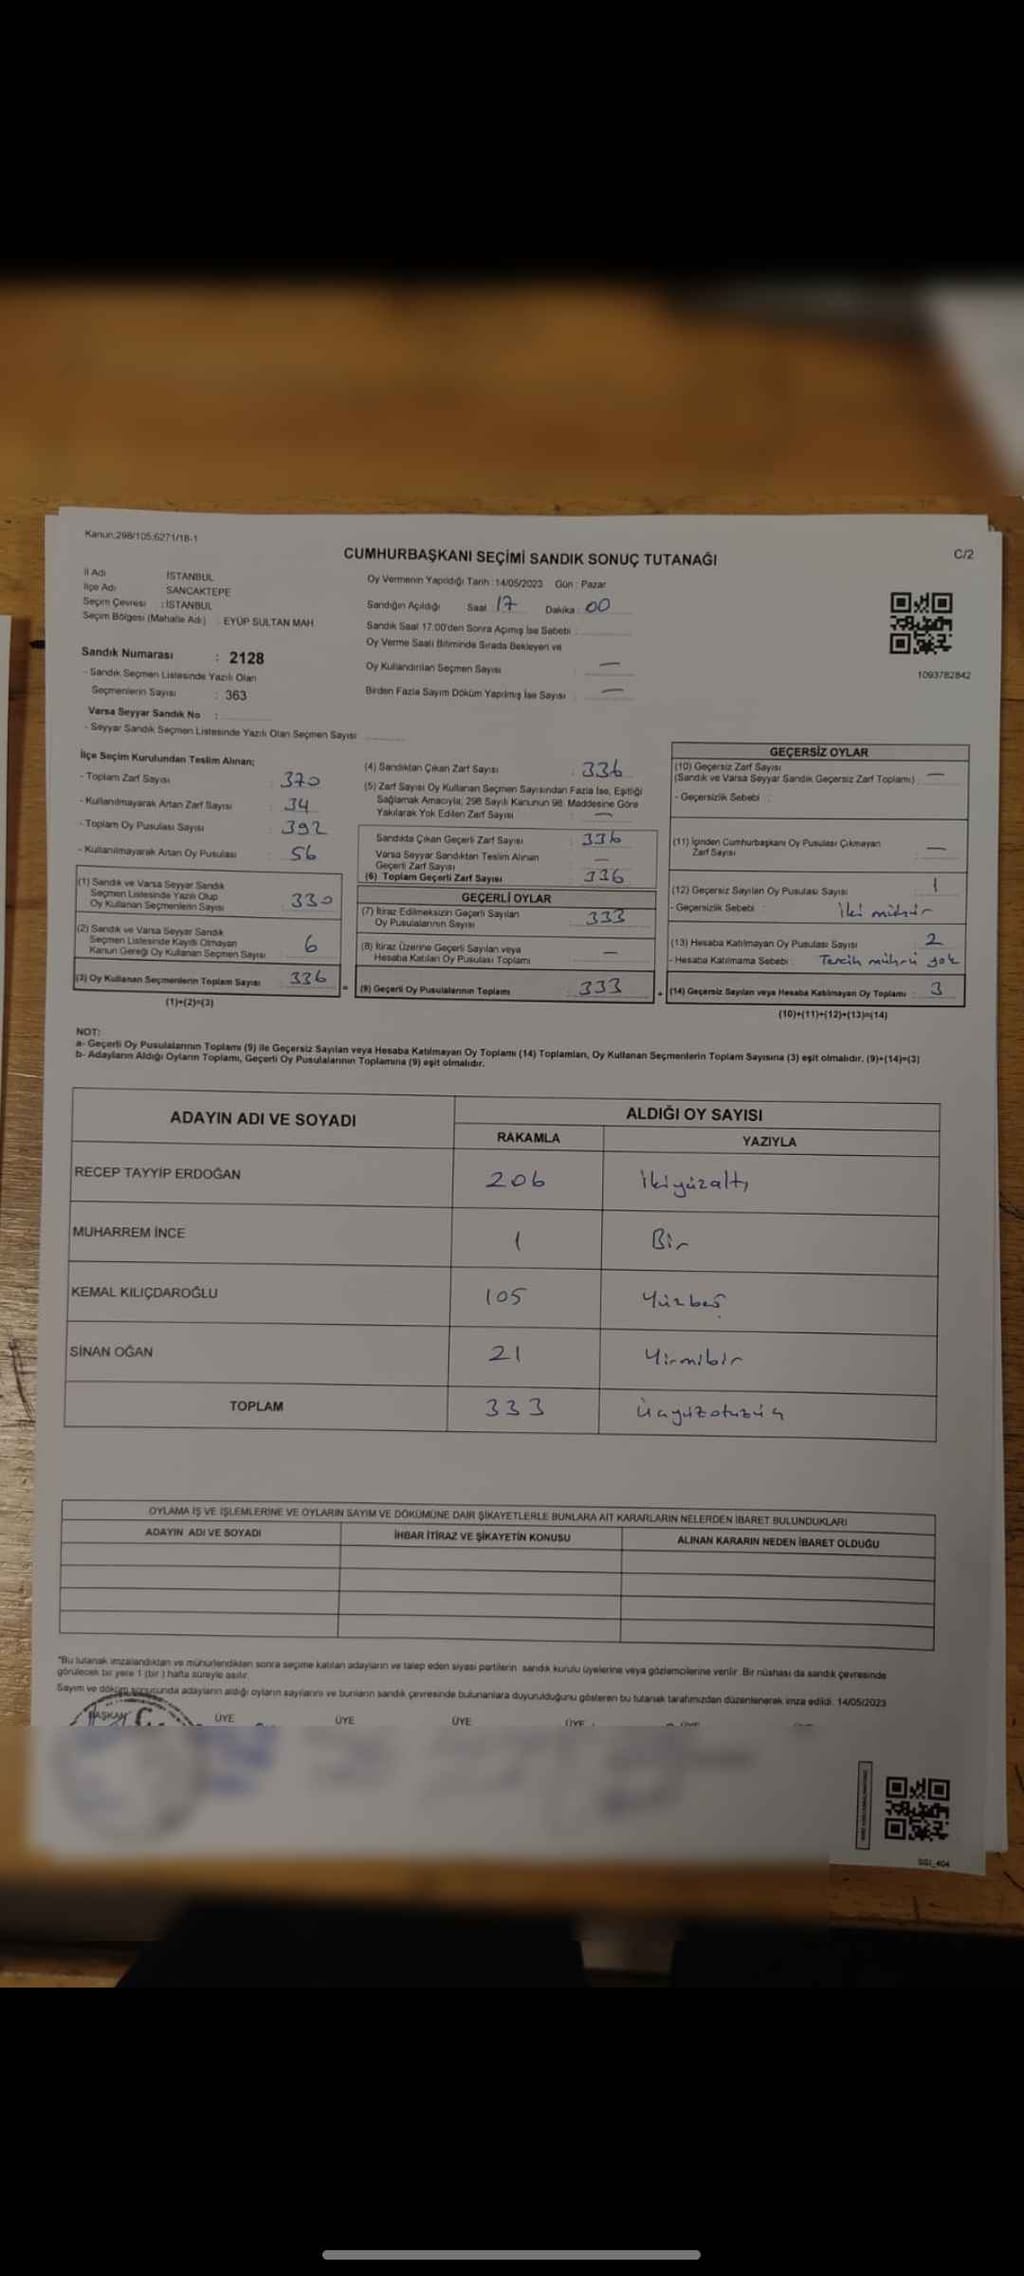 Kanun:298/105,6271/18-1
CUMHURBAŞKANI SEÇİMİ SANDIK SONUÇ TUTANAĞI
C/2
İl Adı İSTANBUL
İlçe Adı SANCAKTEPE
Seçim Çevresi : İSTANBUL
Seçim Bölgesi (Mahalle Adı) : EYÜP SULTAN MAH
Sandık Numarası : 2128
- Sandık Seçmen Listesinde Yazılı Olan
Seçmenlerin Sayısı : 363
Varsa Seyyar Sandık No :
- Seyyar Sandık Seçmen Listesinde Yazılı Olan Seçmen Sayısı
Oy Vermenin Yapıldığı Tarih : 14/05/2023 Gün : Pazar
Sandığın Açıldığı Saat : 17 Dakika : 00
Sandık Saat 17:00'den Sonra Açımış İse Sebebi :
Oy Verme Saati Bitiminde Sırada Bekleyen ve
Oy Kullandırılan Seçmen Sayısı : —
Birden Fazla Sayım Döküm Yapılmış İse Sayısı : —
1093782842
İlçe Seçim Kurulundan Teslim Alınan;
- Toplam Zarf Sayısı : 370
- Kullanılmayarak Artan Zarf Sayısı : 34
- Toplam Oy Pusulası Sayısı : 392
- Kullanılmayarak Artan Oy Pusulası : 56
(1) Sandık ve Varsa Seyyar Sandık
Seçmen Listesinde Yazılı Olup
Oy Kullanan Seçmenlerin Sayısı : 330
(2) Sandık ve Varsa Seyyar Sandık
Seçmen Listesinde Kaydı Olmayan
Kanun Gereği Oy Kullanan Seçmen Sayısı : 6
(3) Oy Kullanan Seçmenlerin Toplam Sayısı : 336
(1)+(2)=(3)
(4) Sandıktan Çıkan Zarf Sayısı : 336
(5) Zarf Sayısı Oy Kullanan Seçmen Sayısından Fazla İse, Eşitliği
Sağlamak Amacıyla; 298 Sayılı Kanunun 98. Maddesine Göre
Yakılarak Yok Edilen Zarf Sayısı : —
Sandıkta Çıkan Geçerli Zarf Sayısı : 336
Varsa Seyyar Sandıktan Teslim Alınan
Geçerli Zarf Sayısı : —
(6) Toplam Geçerli Zarf Sayısı : 336
GEÇERLİ OYLAR
(7) İtiraz Edilmeksizin Geçerli Sayılan
Oy Pusulalarının Sayısı : 333
(8) İtiraz Üzerine Geçerli Sayılan veya
Hesaba Katılan Oy Pusulası Toplamı : —
(9) Geçerli Oy Pusulalarının Toplamı : 333
GEÇERSİZ OYLAR
(10) Geçersiz Zarf Sayısı
(Sandık ve Varsa Seyyar Sandık Geçersiz Zarf Toplamı) : —
- Geçersizlik Sebebi :
(11) İçinden Cumhurbaşkanı Oy Pusulası Çıkmayan
Zarf Sayısı : —
(12) Geçersiz Sayılan Oy Pusulası Sayısı : 1
- Geçersizlik Sebebi : İki mühür
(13) Hesaba Katılmayan Oy Pusulası Sayısı : 2
- Hesaba Katılmama Sebebi : Tercih mührü yok
(14) Geçersiz Sayılan veya Hesaba Katılmayan Oy Toplamı : 3
(10)+(11)+(12)+(13)=(14)
NOT:
a- Geçerli Oy Pusulalarının Toplamı (9) ile Geçersiz Sayılan veya Hesaba Katılmayan Oy Toplamı (14) Toplamları, Oy Kullanan Seçmenlerin Toplam Sayısına (3) eşit olmalıdır. (9)+(14)=(3)
b- Adayların Aldığı Oyların Toplamı, Geçerli Oy Pusulalarının Toplamına (9) eşit olmalıdır.
ADAYIN ADI VE SOYADI ALDIĞI OY SAYISI
RAKAMLA YAZIYLA
RECEP TAYYİP ERDOĞAN 206 İkiyüzaltı
MUHARREM İNCE 1 Bir
KEMAL KILIÇDAROĞLU 105 Yüzbeş
SİNAN OĞAN 21 Yirmibir
TOPLAM 333 Üçyüzotuzüç
OYLAMA İŞ VE İŞLEMLERİNE VE OYLARIN SAYIM VE DÖKÜMÜNE DAİR ŞİKAYETLERLE BUNLARA AİT KARARLARIN NELERDEN İBARET BULUNDUKLARI
ADAYIN ADI VE SOYADI İHBAR İTİRAZ VE ŞİKAYETİN KONUSU ALINAN KARARIN NEDEN İBARET OLDUĞU
"Bu tutanak imzalandıktan ve mühürlendikten sonra seçime katılan adayların ve talep eden siyasi partilerin sandık kurulu üyelerine veya gözlemcilerine verilir. Bir nüshası da sandık çevresinde
görülecek bir yere 1 (bir) hafta süreyle asılır.
Sayım ve döküm sonucunda adayların aldığı oyların sayılarını ve bunların sandık çevresinde bulunanlara duyurulduğunu gösteren bu tutanak tarafımızdan düzenlenerek imza edildi. 14/05/2023
BAŞKAN ÜYE ÜYE ÜYE ÜYE ÜYE
SSI_404